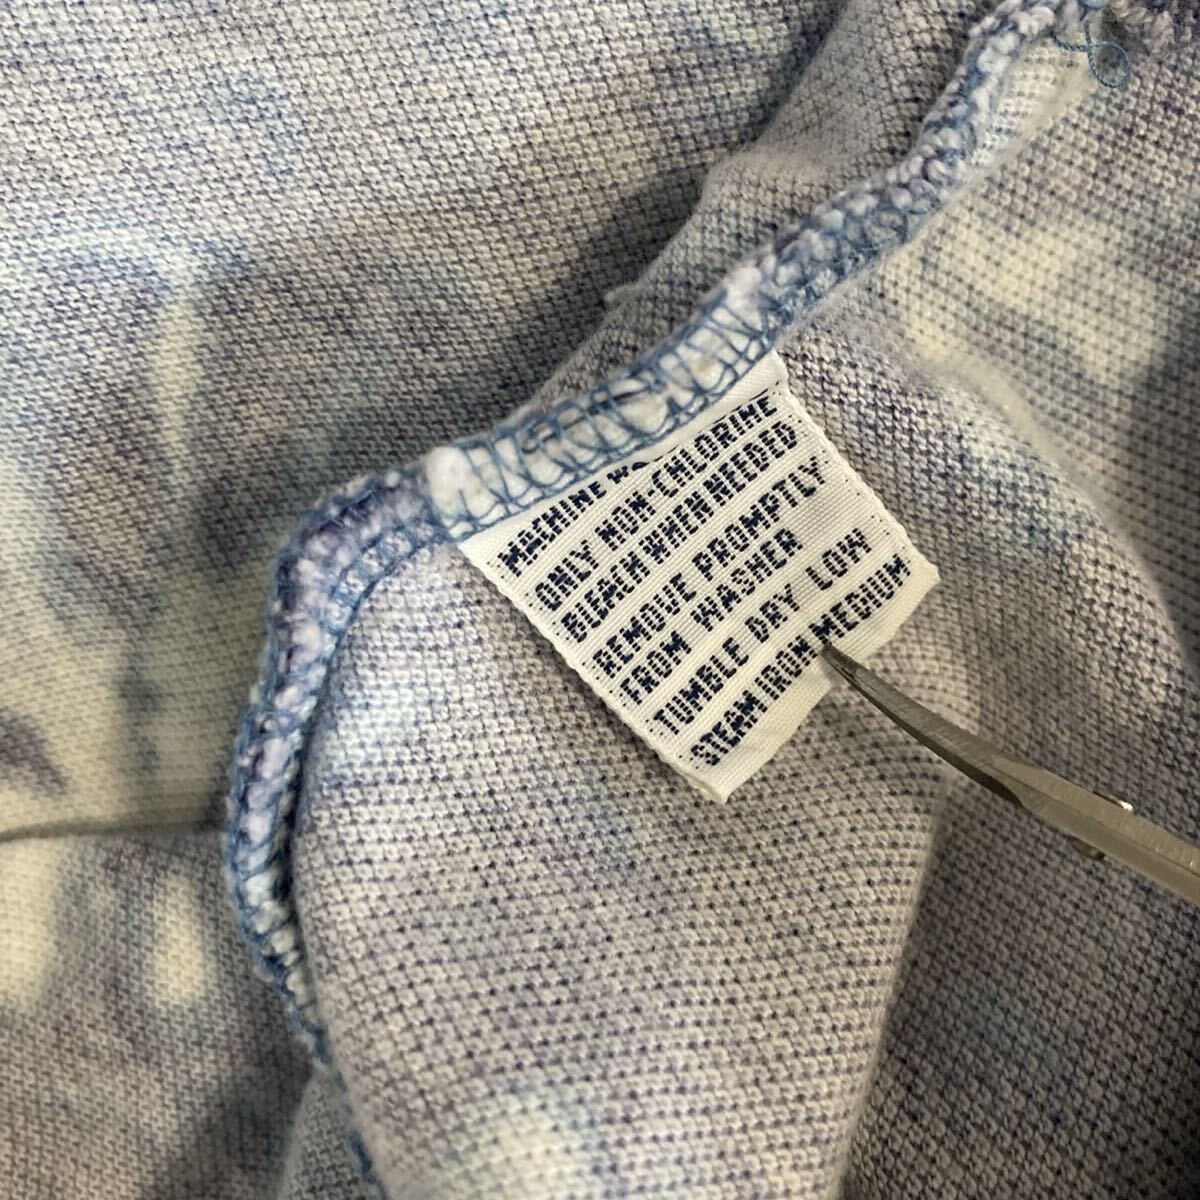 MACHINE
ONLY NON-CHLORINE
BLEACH WHEN NEEDED
REMOVE PROMPTLY
FROM WASHER
TUMBLE DRY LOW
STEAM IRON MEDIUM